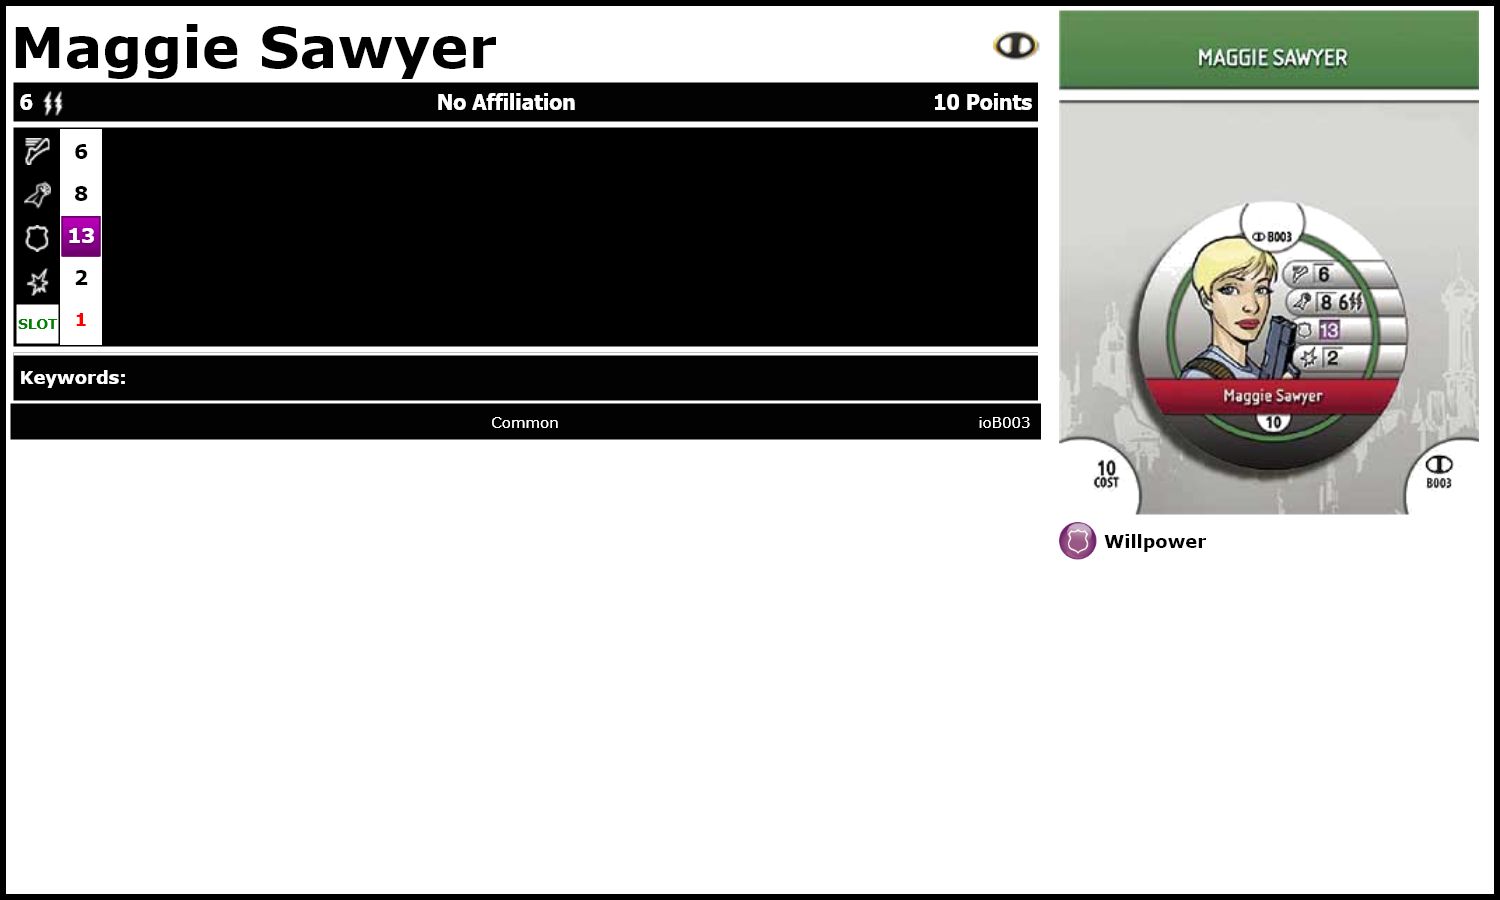 Maggie Sawyer
6 No Affiliation 10 Points
6
8
13
2
SLOT 1
Keywords:
Common ioB003
MAGGIE SAWYER
B003
6
8 6
13
2
Maggie Sawyer
10
10
COST
B003
Willpower